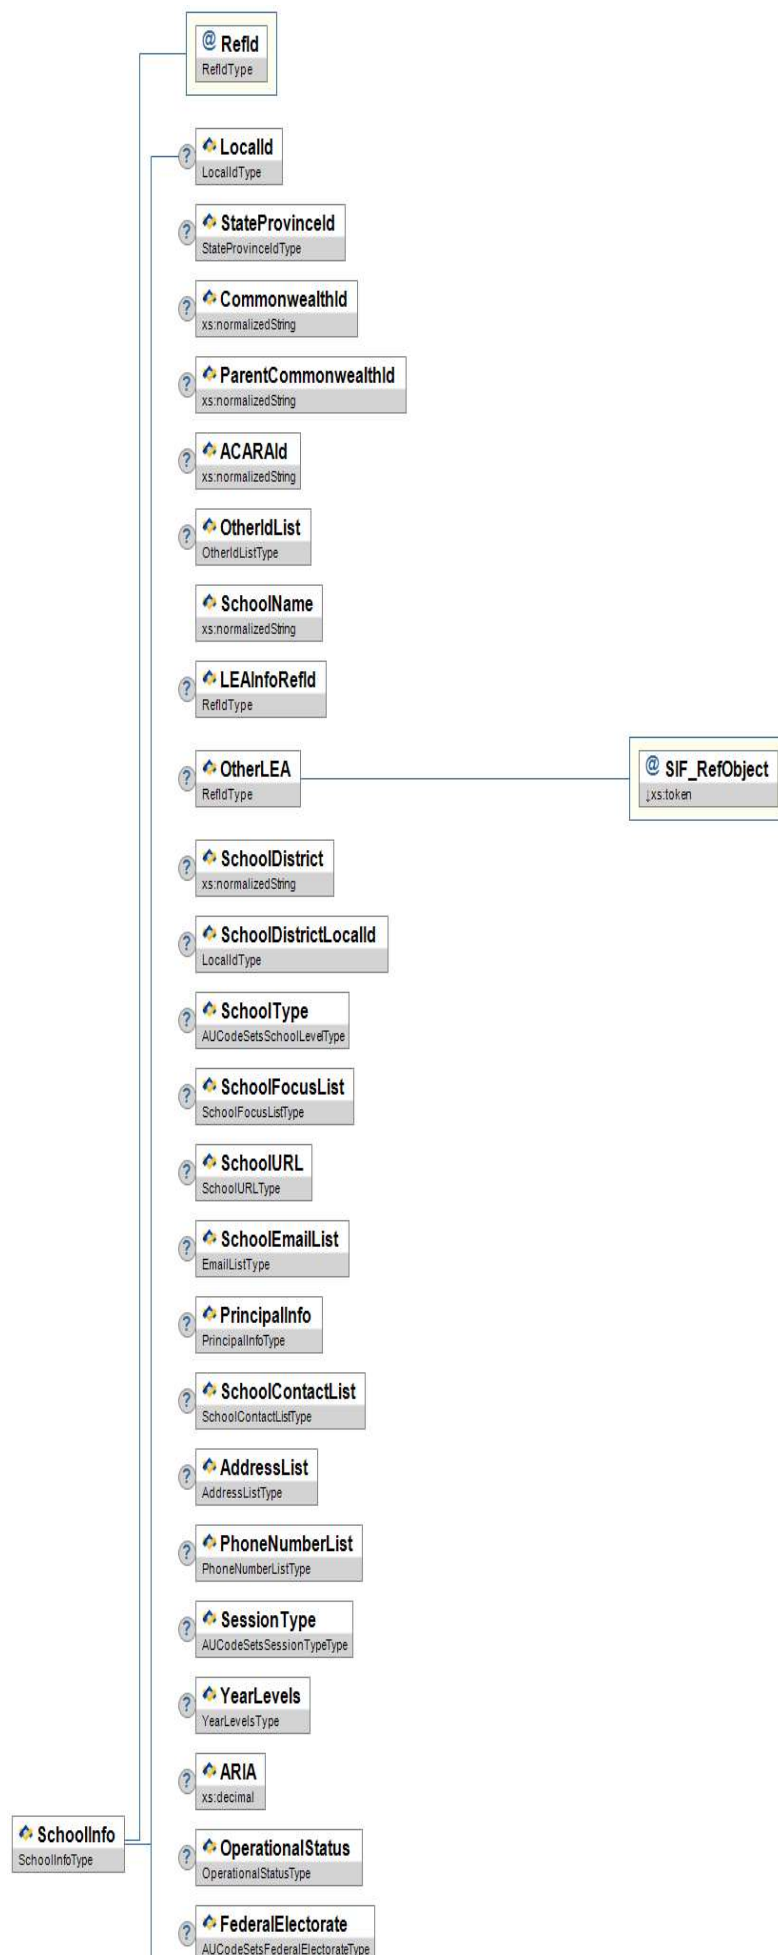 @ RefId
RefIdType
? LocalId
LocalIdType
? StateProvinceId
StateProvinceIdType
? CommonwealthId
xs:normalizedString
? ParentCommonwealthId
xs:normalizedString
? ACARAId
xs:normalizedString
? OtherIdList
OtherIdListType
SchoolName
xs:normalizedString
? LEAInfoRefId
RefIdType
? OtherLEA @ SIF_RefObject
RefIdType ↓xs:token
? SchoolDistrict
xs:normalizedString
? SchoolDistrictLocalId
LocalIdType
? SchoolType
AUCodeSetsSchoolLevelType
? SchoolFocusList
SchoolFocusListType
? SchoolURL
SchoolURLType
? SchoolEmailList
EmailListType
? PrincipalInfo
PrincipalInfoType
? SchoolContactList
SchoolContactListType
? AddressList
AddressListType
? PhoneNumberList
PhoneNumberListType
? SessionType
AUCodeSetsSessionTypeType
? YearLevels
YearLevelsType
? ARIA
xs:decimal
SchoolInfo
SchoolInfoType
? OperationalStatus
OperationalStatusType
? FederalElectorate
AUCodeSetsFederalElectorateType